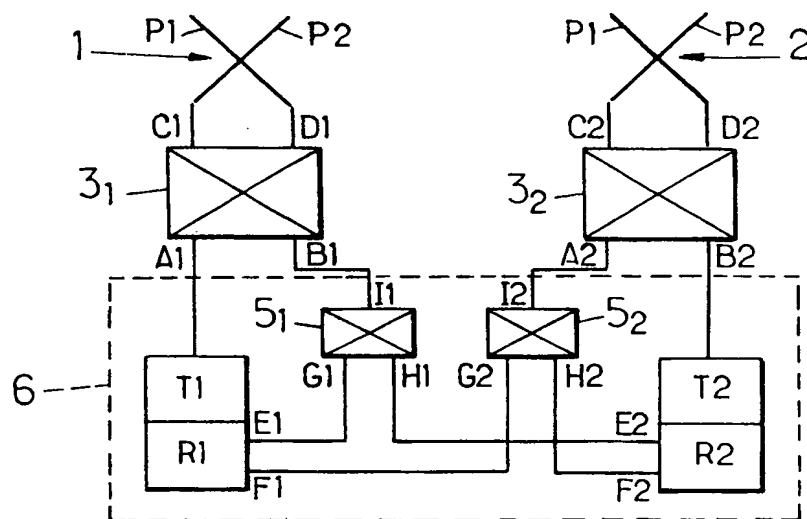 P1 P2 P1 P2
1 2
C1 D1 C2 D2
3₁ 3₂
A1 B1 A2 B2
I1 I2
5₁ 5₂
G1 H1 G2 H2
6 T1 T2
E1 E2
R1 R2
F1 F2